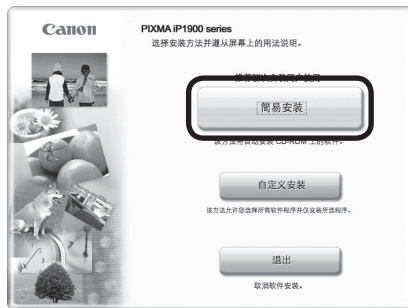 Canon
PIXMA iP1900 series
选择安装方法并遵从屏幕上的用法说明。
简易安装
该方法将自动安装 CD-ROM 上的软件。
自定义安装
该方法允许您选择所需软件程序并仅安装所选程序。
退出
取消软件安装。